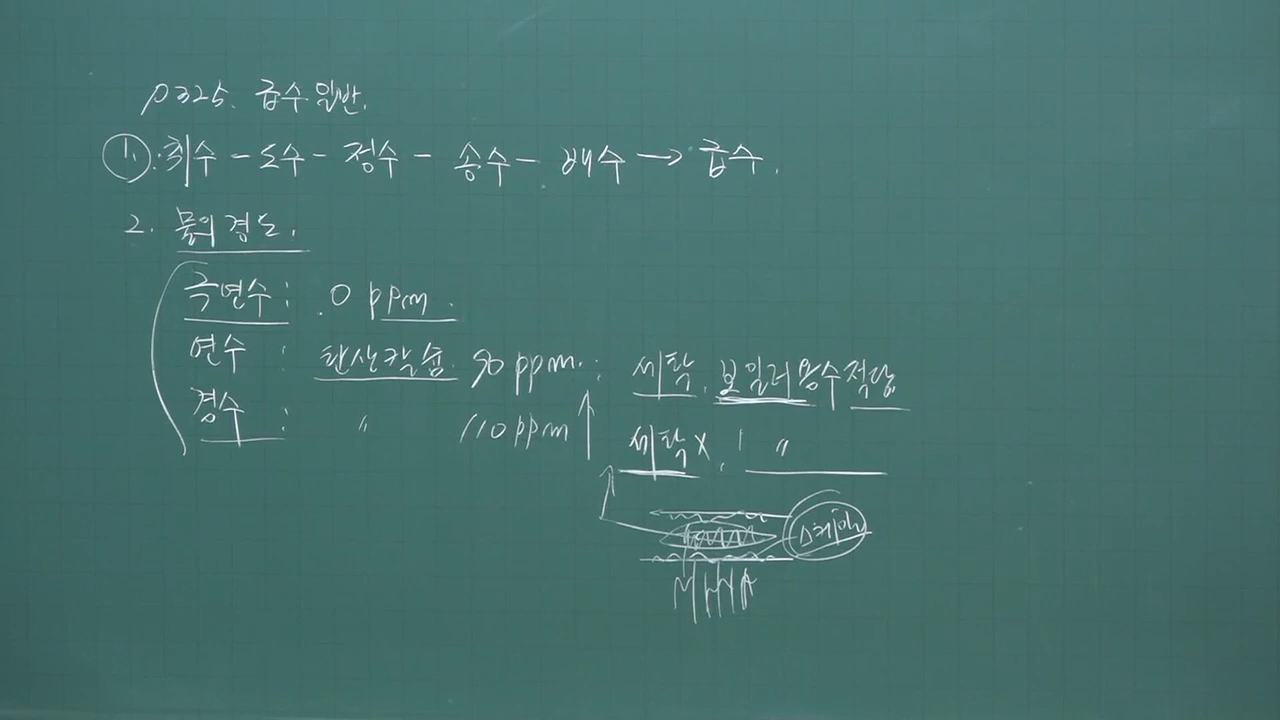 P325. 급수일반.
1. 취수 - 도수 - 정수 - 송수 - 배수 → 급수.
2. 물의 경도.
극연수 : .0 ppm.
연수 : 탄산칼슘. 90 ppm. : 세탁. 보일러용수적당
경수 : 〃 110 ppm ↑ 세탁 x. 〃
스케일